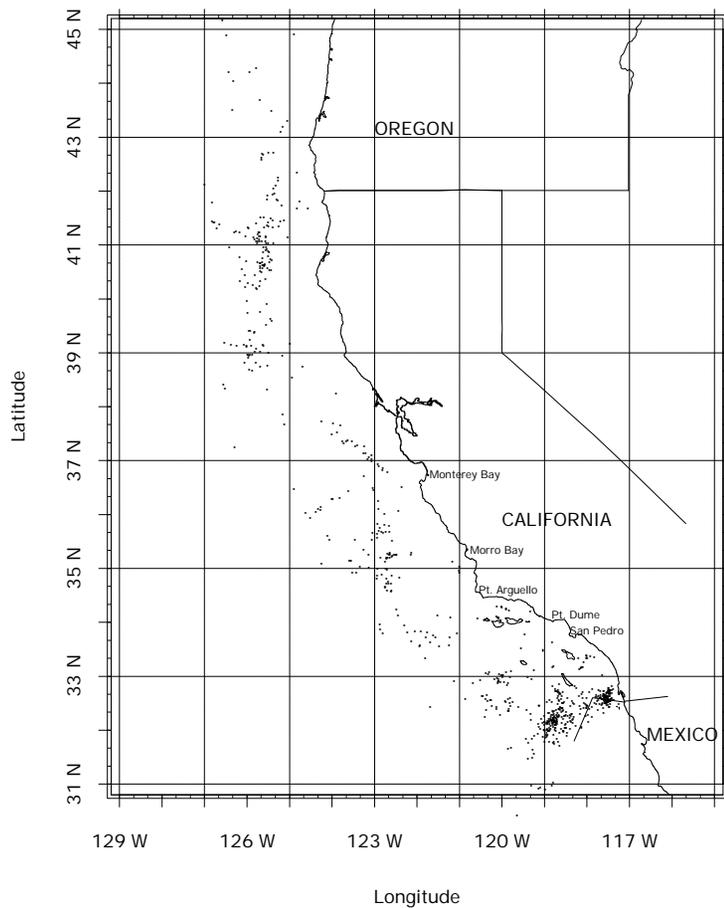 45 N
OREGON
43 N
41 N
39 N
Latitude
37 N
Monterey Bay
CALIFORNIA
Morro Bay
35 N
Pt. Arguello
Pt. Dume
San Pedro
33 N
MEXICO
31 N
129 W 126 W 123 W 120 W 117 W
Longitude